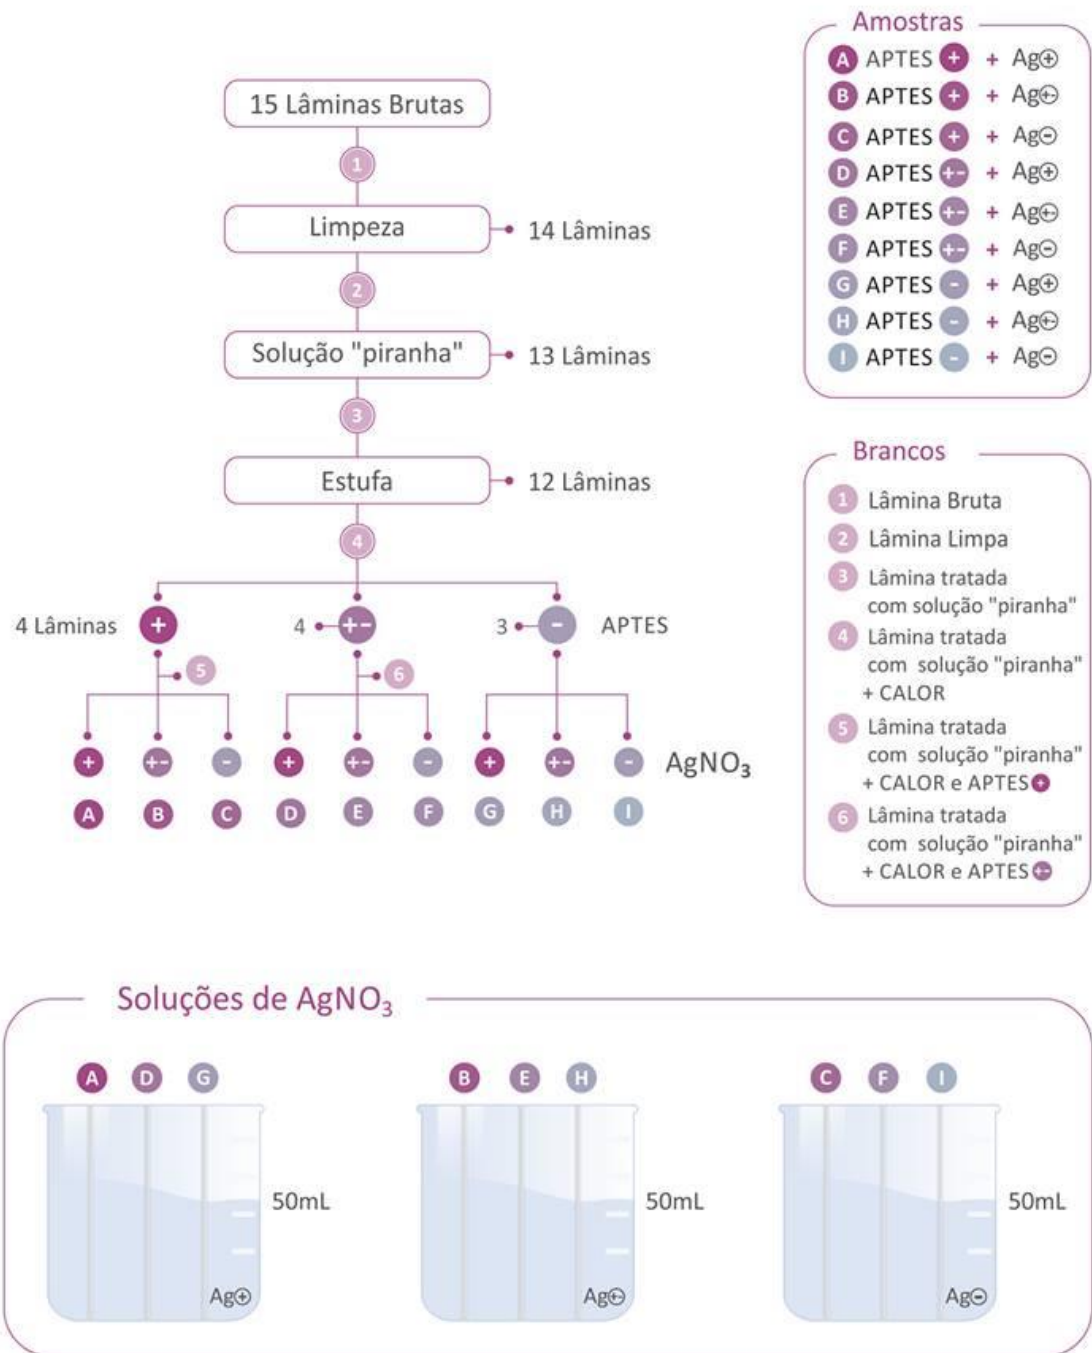 15 Lâminas Brutas
1
Limpeza
14 Lâminas
2
Solução "piranha"
13 Lâminas
3
Estufa
12 Lâminas
4
4 Lâminas + 4 +- 3 - APTES
5 6
+ +- - + +- - + +- - AgNO₃
A B C D E F G H I
Amostras
A APTES + + Ag+
B APTES + + Ag+-
C APTES + + Ag-
D APTES +- + Ag+
E APTES +- + Ag+-
F APTES +- + Ag-
G APTES - + Ag+
H APTES - + Ag+-
I APTES - + Ag-
Brancos
1 Lâmina Bruta
2 Lâmina Limpa
3 Lâmina tratada
com solução "piranha"
4 Lâmina tratada
com solução "piranha"
+ CALOR
5 Lâmina tratada
com solução "piranha"
+ CALOR e APTES +
6 Lâmina tratada
com solução "piranha"
+ CALOR e APTES +-
Soluções de AgNO₃
A D G
50mL
Ag+
B E H
50mL
Ag+-
C F I
50mL
Ag-